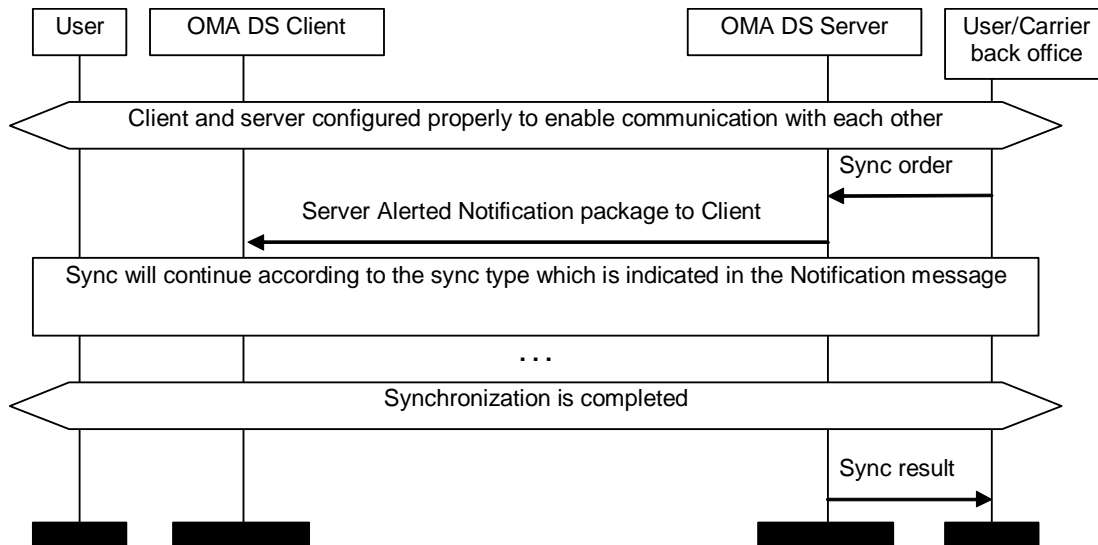 User
OMA DS Client
OMA DS Server
User/Carrier
back office
Client and server configured properly to enable communication with each other
Sync order
Server Alerted Notification package to Client
Sync will continue according to the sync type which is indicated in the Notification message
...
Synchronization is completed
Sync result